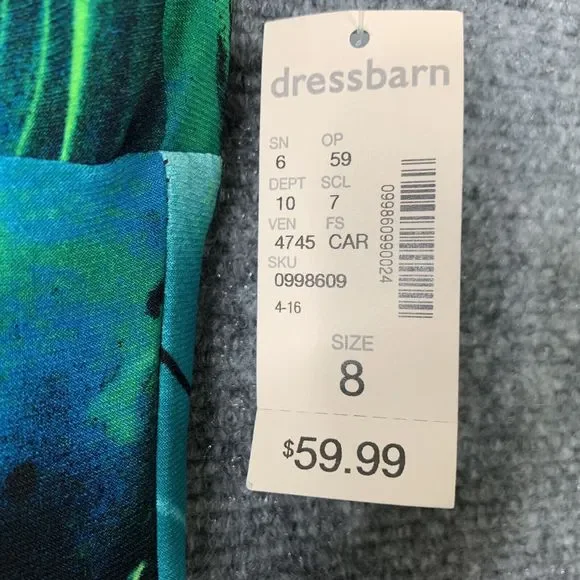 dressbarn
SN OP
6 59
DEPT SCL
10 7
VEN FS
4745 CAR
SKU
0998609
4-16
09986090024
SIZE
8
$59.99